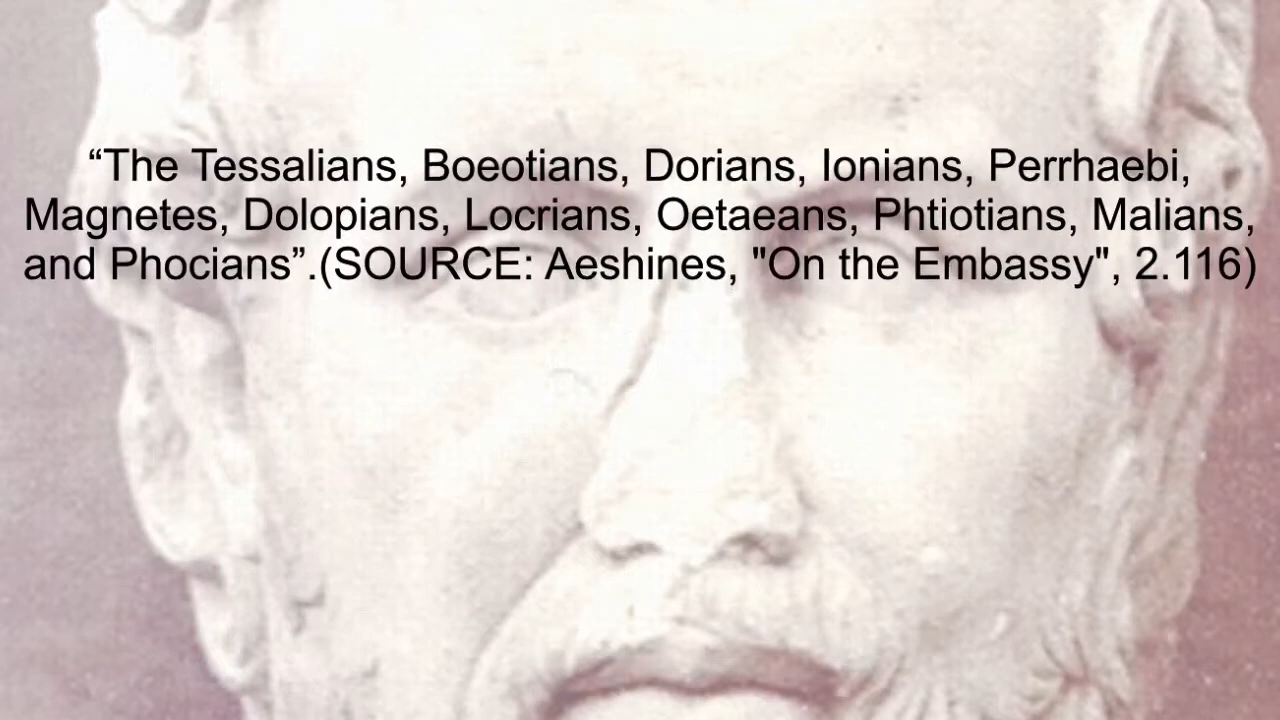 “The Tessalians, Boeotians, Dorians, Ionians, Perrhaebi,
Magnetes, Dolopians, Locrians, Oetaeans, Phtiotians, Malians,
and Phocians”.(SOURCE: Aeshines, "On the Embassy", 2.116)